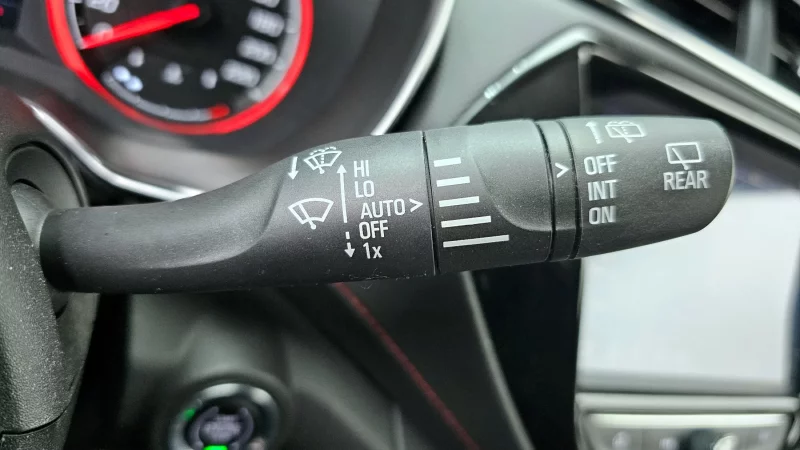 HI
LO
AUTO >
OFF
1x
> OFF
INT
ON
REAR